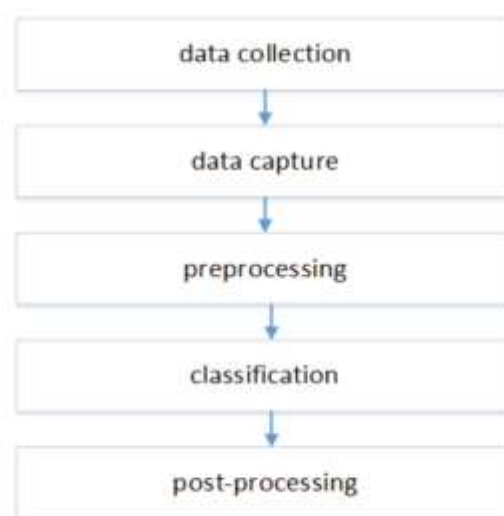 data collection
data capture
preprocessing
classification
post-processing